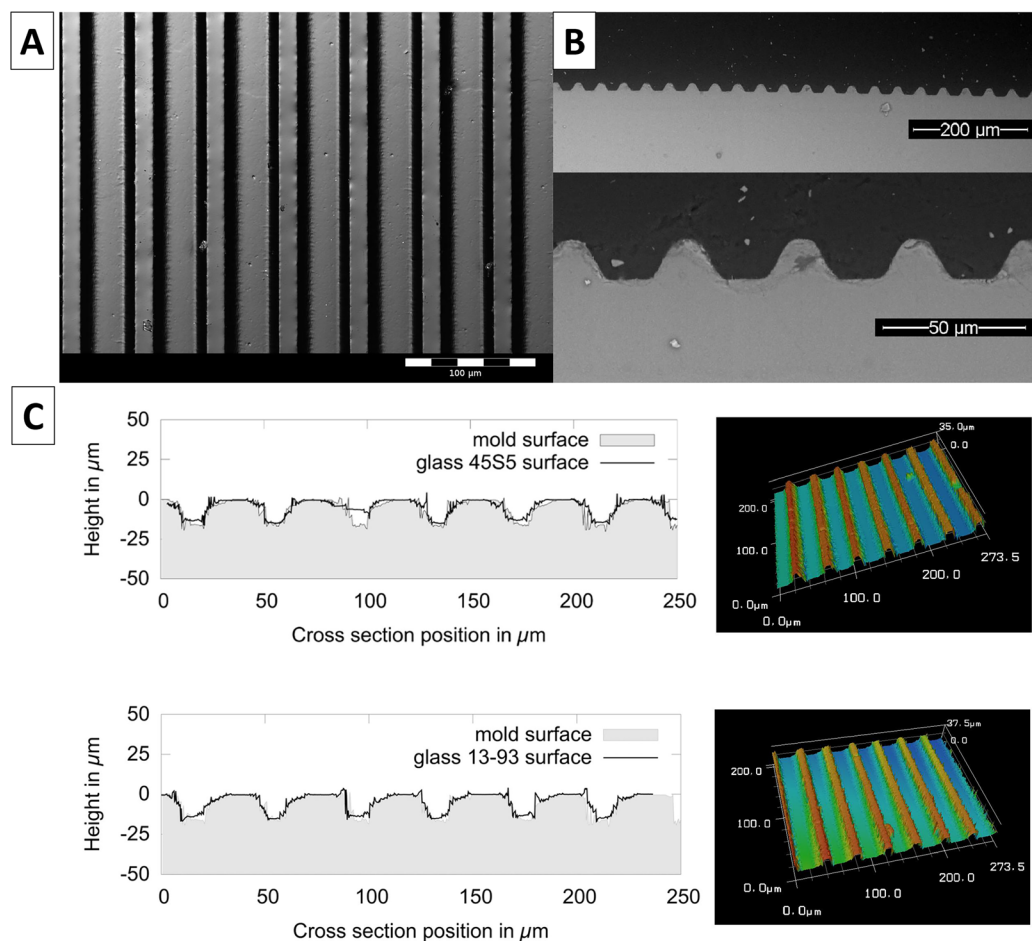 A
100 µm
B
200 µm
50 µm
C
50
25
0
-25
-50
Height in µm
mold surface
glass 45S5 surface
0 50 100 150 200 250
Cross section position in µm
35.0µm
0.0
200.0
100.0
0.0µm
0.0µm
100.0
200.0
273.5
50
25
0
-25
-50
Height in µm
mold surface
glass 13-93 surface
0 50 100 150 200 250
Cross section position in µm
37.5µm
0.0
200.0
100.0
0.0µm
0.0µm
100.0
200.0
273.5